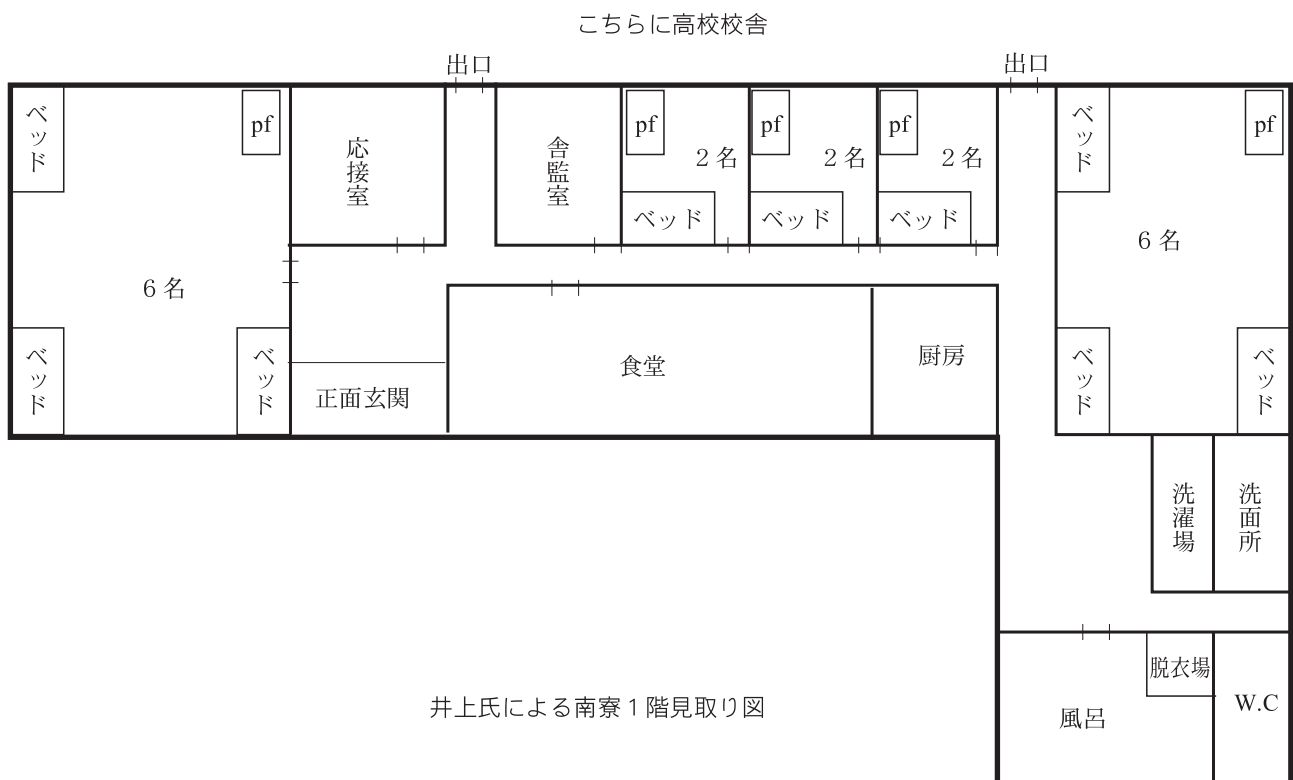 こちらに高校校舎
出口
出口
ベッド
pf
応接室
舎監室
pf
２名
ベッド
pf
２名
ベッド
pf
２名
ベッド
ベッド
pf
６名
６名
ベッド
ベッド
正面玄関
食堂
厨房
ベッド
ベッド
洗濯場
洗面所
脱衣場
風呂
W.C
井上氏による南寮１階見取り図